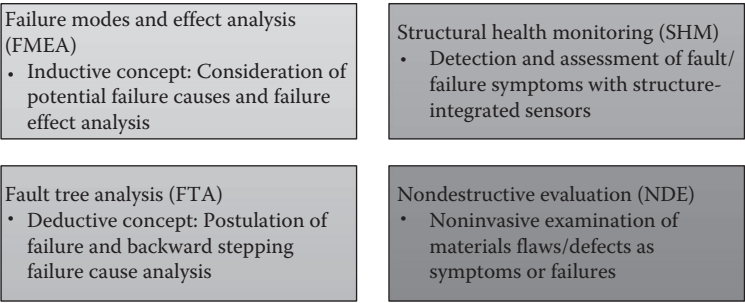 Failure modes and effect analysis
(FMEA)
• Inductive concept: Consideration of
potential failure causes and failure
effect analysis
Structural health monitoring (SHM)
• Detection and assessment of fault/
failure symptoms with structure-
integrated sensors
Fault tree analysis (FTA)
• Deductive concept: Postulation of
failure and backward stepping
failure cause analysis
Nondestructive evaluation (NDE)
• Noninvasive examination of
materials flaws/defects as
symptoms or failures